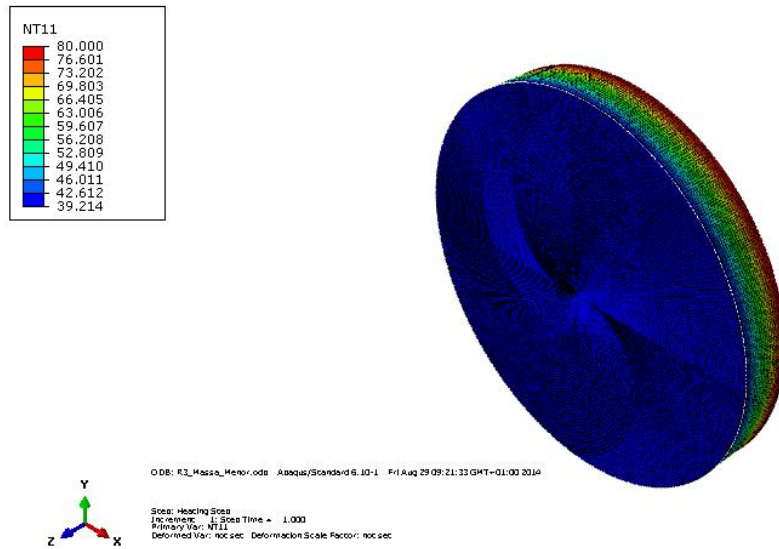 NT11
80.000
76.601
73.202
69.803
66.405
63.006
59.607
56.208
52.809
49.410
46.011
42.612
39.214
ODB: R3_Massa_Menor.odb Abaqus/Standard 6.10-1 Fri Aug 29 09:21:33 GMT+01:00 2014
Y
Z
X
Step: Heating Step
Increment 1: Step Time = 1.000
Primary Var: NT11
Deformed Var: not set Deformation Scale Factor: not set